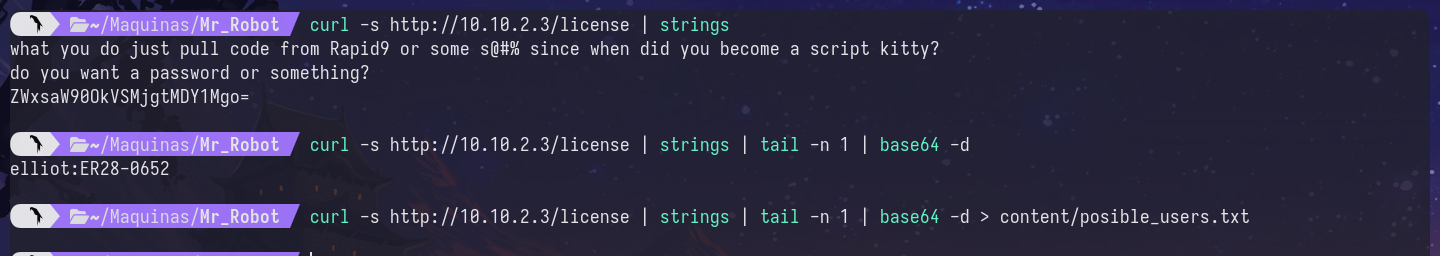 ~/Maquinas/Mr_Robot curl -s http://10.10.2.3/license | strings
what you do just pull code from Rapid9 or some s@#% since when did you become a script kitty?
do you want a password or something?
ZWxsaW90OkVSMjgtMDY1Mgo=
~/Maquinas/Mr_Robot curl -s http://10.10.2.3/license | strings | tail -n 1 | base64 -d
elliot:ER28-0652
~/Maquinas/Mr_Robot curl -s http://10.10.2.3/license | strings | tail -n 1 | base64 -d > content/posible_users.txt